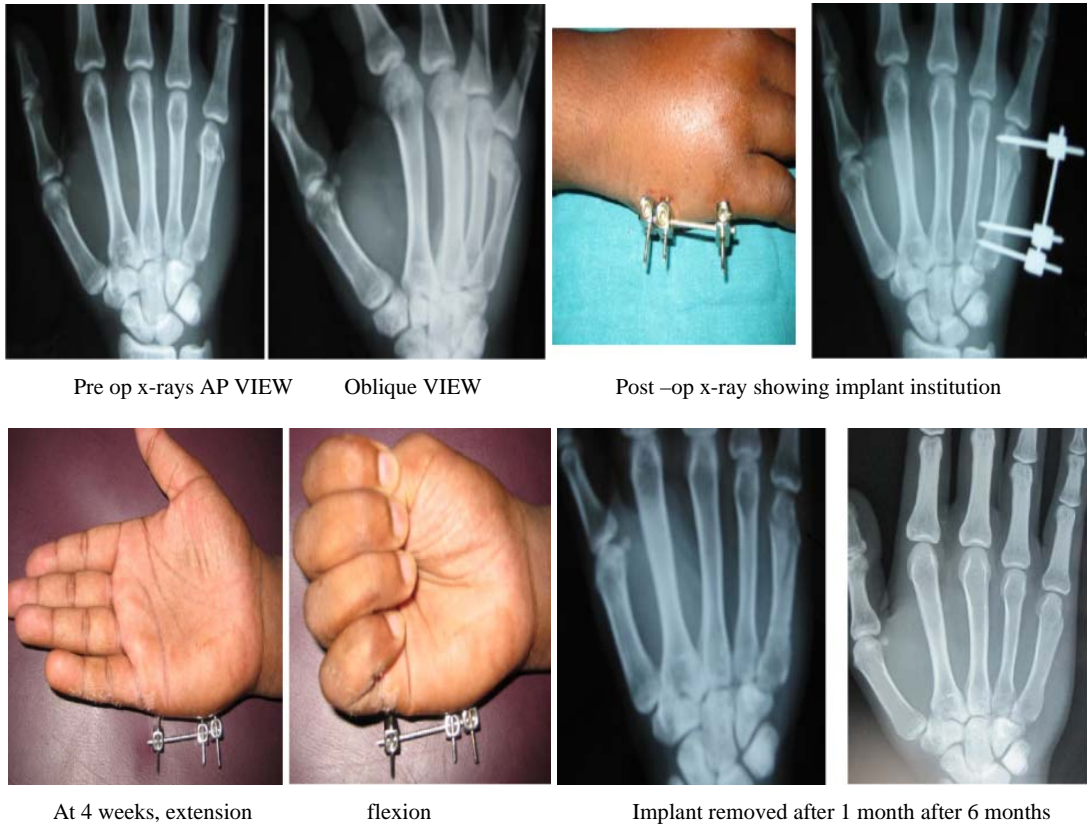 Pre op x-rays AP VIEW Oblique VIEW Post –op x-ray showing implant institution
At 4 weeks, extension flexion Implant removed after 1 month after 6 months